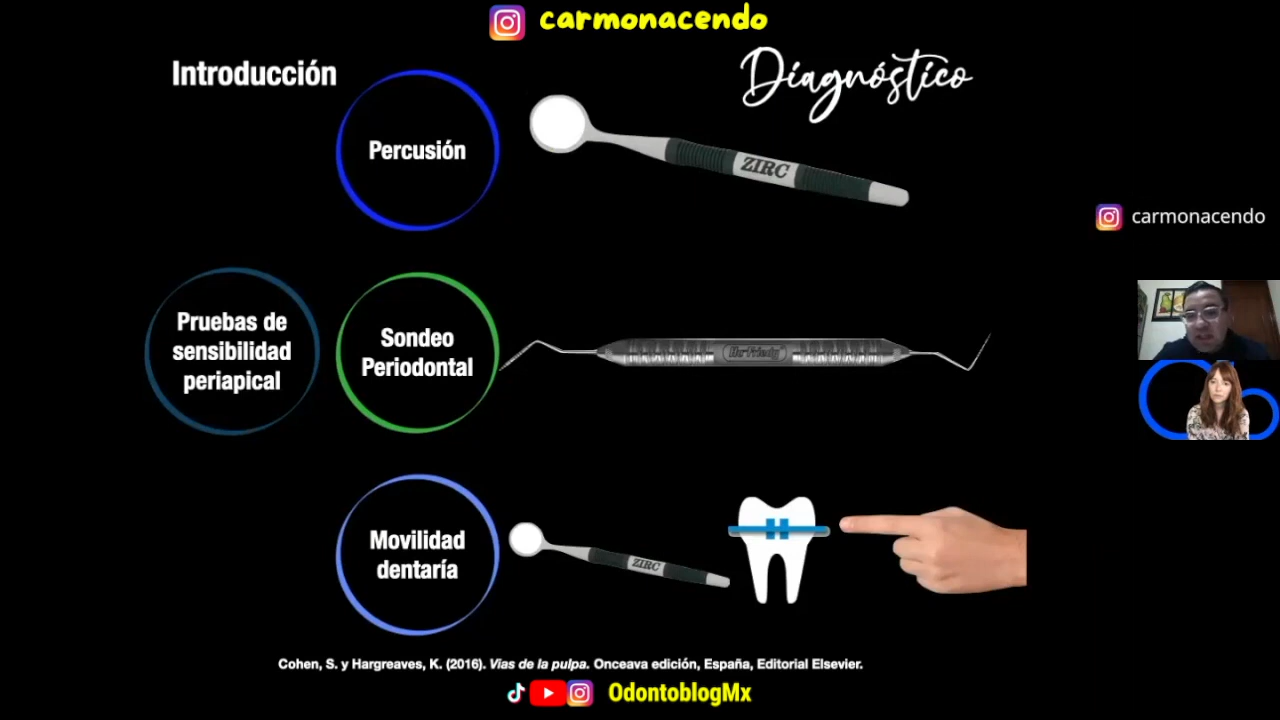 carmonacendo
Introducción
Diagnóstico
Percusión
ZIRC
carmonacendo
Pruebas de
sensibilidad
periapical
Sondeo
Periodontal
Hu-Friedy
Movilidad
dentaría
ZIRC
Cohen, S. y Hargreaves, K. (2016). Vías de la pulpa. Onceava edición, España, Editorial Elsevier.
OdontoblogMx